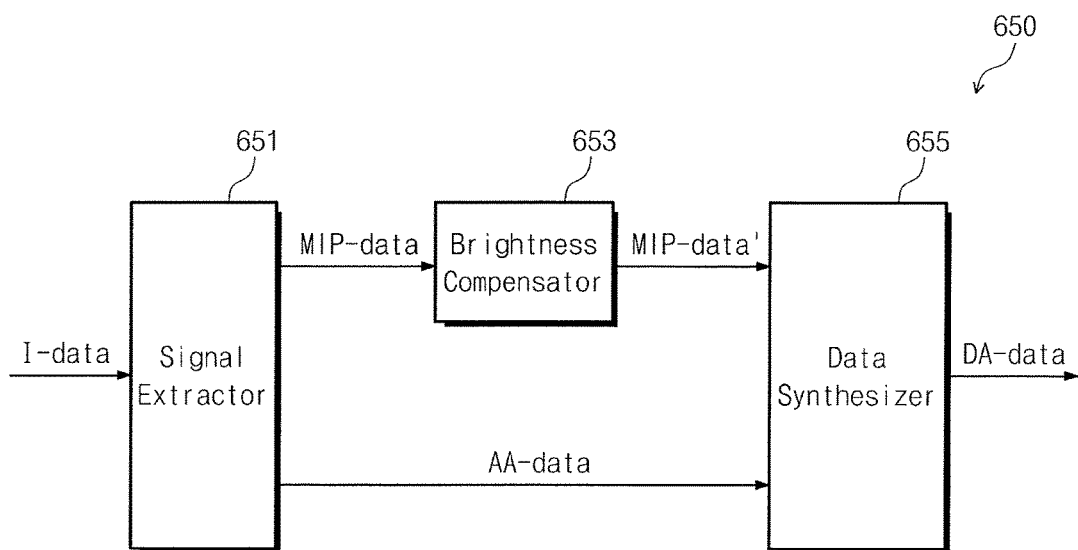 650
651
653
655
MIP-data
Brightness
Compensator
MIP-data'
I-data
Signal
Extractor
Data
Synthesizer
DA-data
AA-data